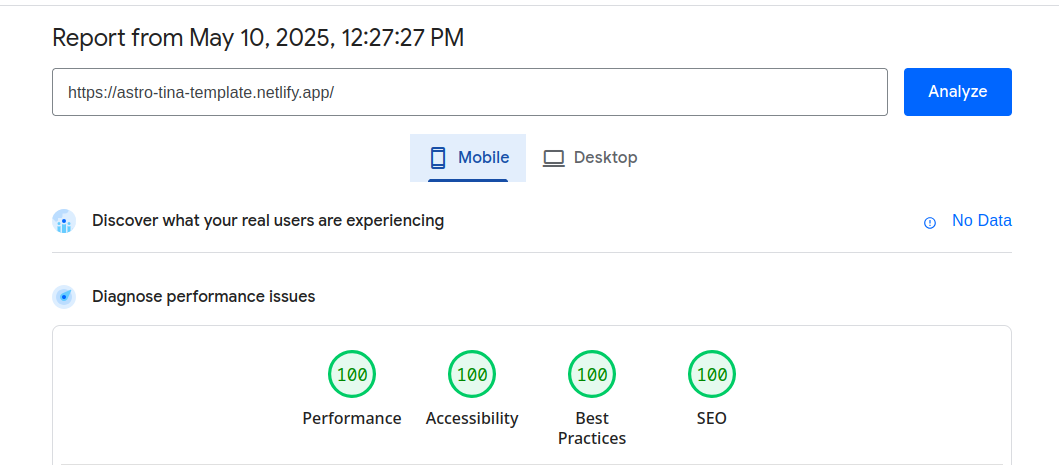 Report from May 10, 2025, 12:27:27 PM
https://astro-tina-template.netlify.app/
Analyze
Mobile
Desktop
Discover what your real users are experiencing
No Data
Diagnose performance issues
100
100
100
100
Performance
Accessibility
Best
Practices
SEO